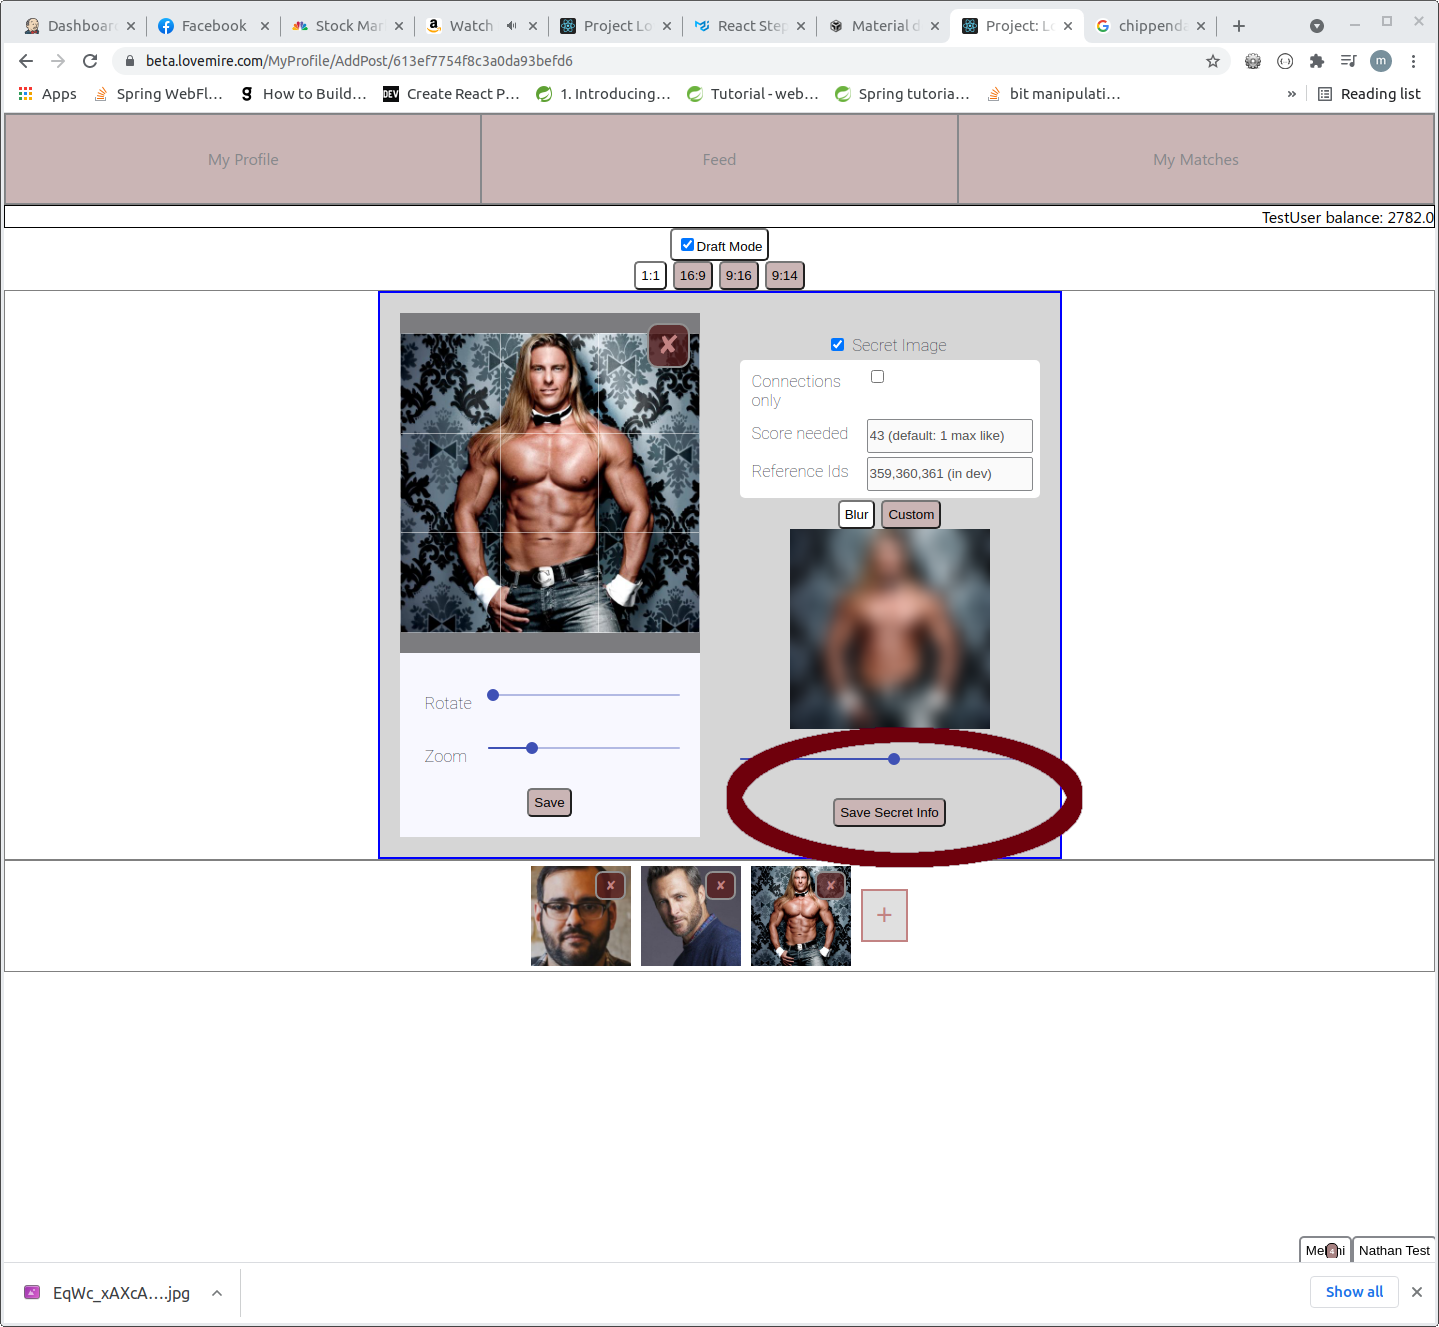 Dashboar
Facebook
Stock Mar
Watch
Project Lo
React Step
Material d
Project: Lo
chippenda
beta.lovemire.com/MyProfile/AddPost/613ef7754f8c3a0da93befd6
m
Apps
Spring WebFl...
How to Build...
DEV
Create React P...
1. Introducing...
Tutorial - web...
Spring tutoria...
bit manipulati...
»
Reading list
My Profile
Feed
My Matches
TestUser balance: 2782.0
Draft Mode
1:1
16:9
9:16
9:14
Secret Image
Connections
only
Score needed
43 (default: 1 max like)
Reference Ids
359,360,361 (in dev)
Blur
Custom
Rotate
Zoom
Save
Save Secret Info
Nathan Test
EqWc_xAXcA....jpg
Show all